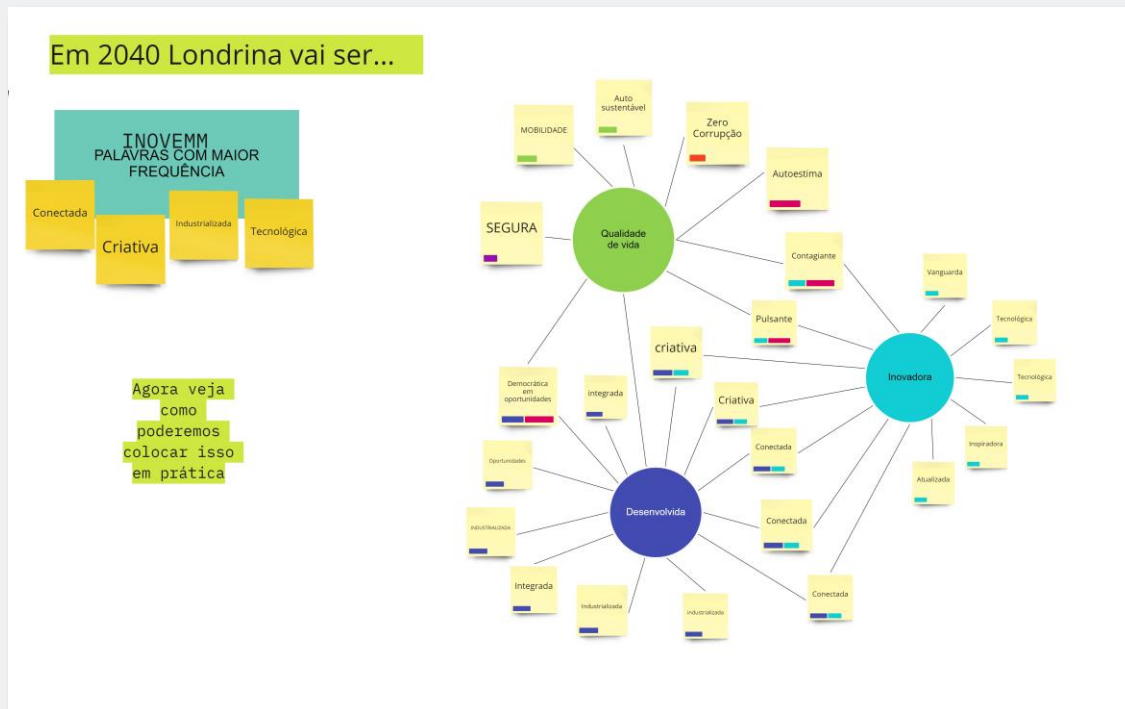 Em 2040 Londrina vai ser...
INOVEMM
PALAVRAS COM MAIOR
FREQUÊNCIA
Conectada
Criativa
Industrializada
Tecnológica
Agora veja
como
poderemos
colocar isso
em prática
MOBILIDADE
Auto
sustentável
Zero
Corrupção
Autoestima
SEGURA
Qualidade
de vida
Contagiante
Vanguarda
Pulsante
Tecnológica
criativa
Inovadora
Tecnológica
Democrática
em
oportunidades
integrada
Criativa
Conectada
Inspiradora
Oportunidades
Atualizada
Desenvolvida
INDUSTRIALIZADA
Conectada
Integrada
Industrializada
industrializada
Conectada